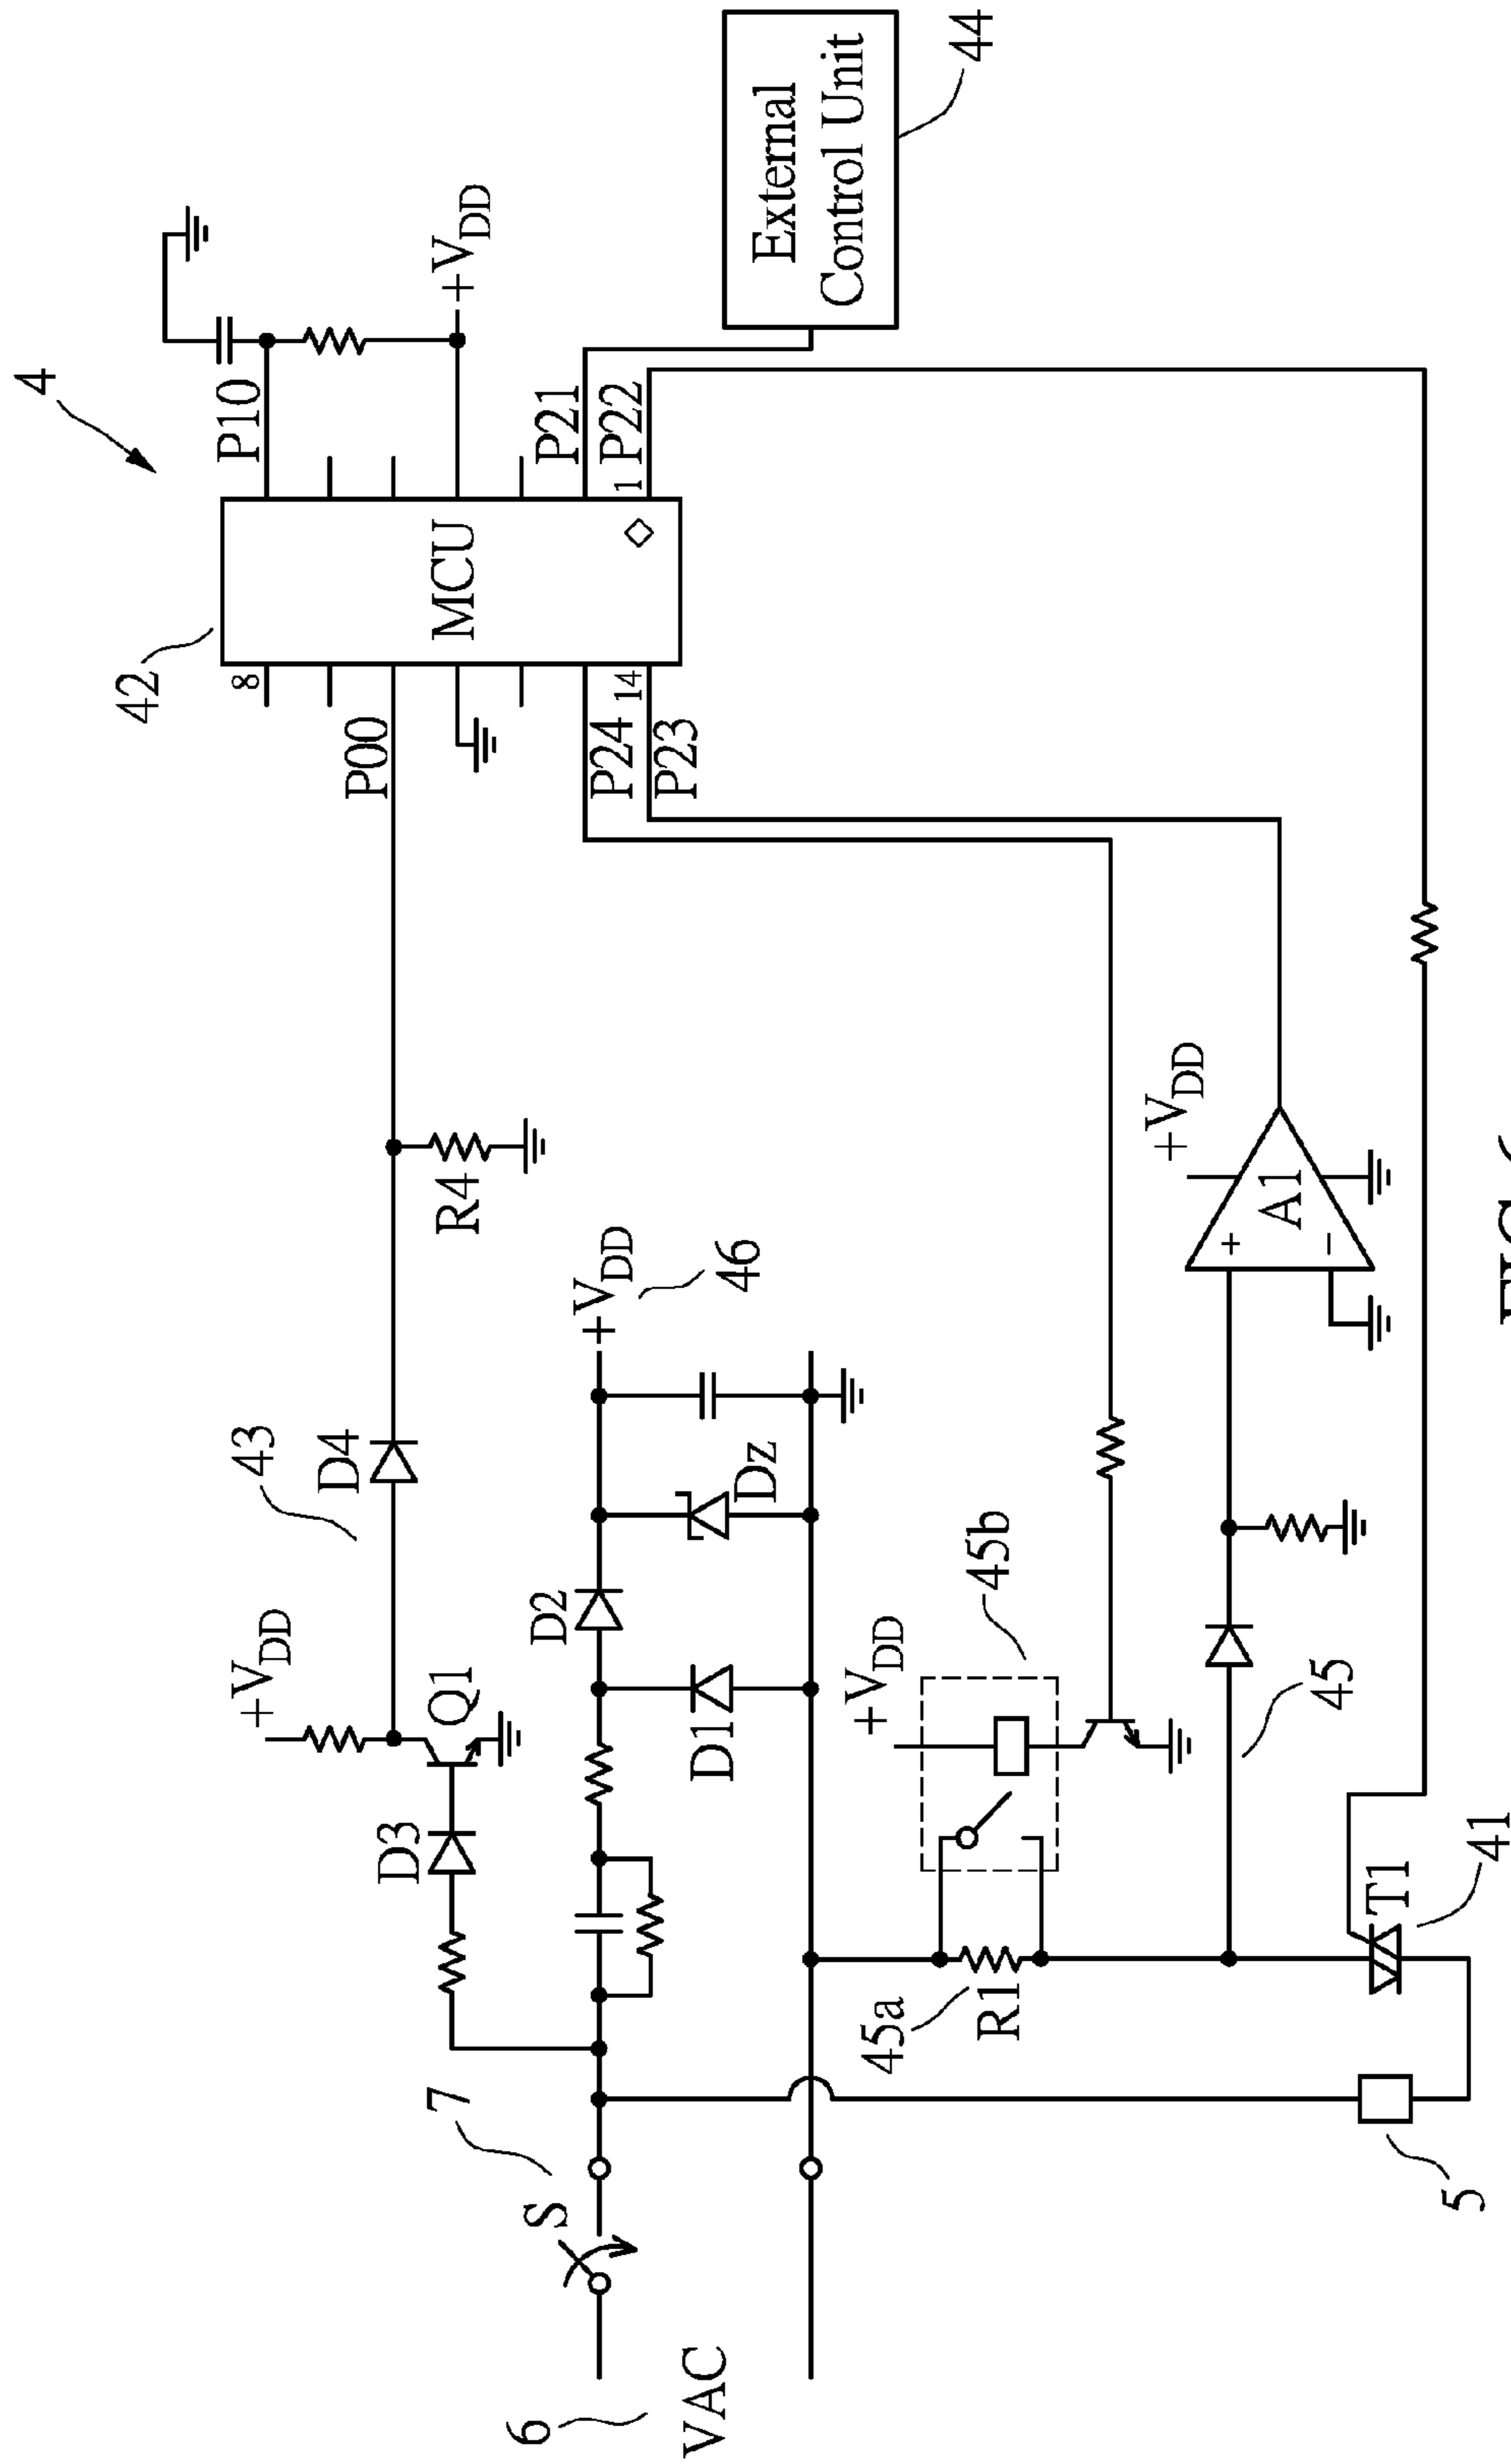 4
42
P10
8
43
+VDD
D4
P00
D3
7
Q1
R4
MCU
+VDD
6
S
D2
P21
+VDD
P24
14
1
P22
P23
VAC
D1
46
Dz
External
Control Unit
+VDD
45a
44
45b
R1
+VDD
+
A1
−
45
T1
5
41